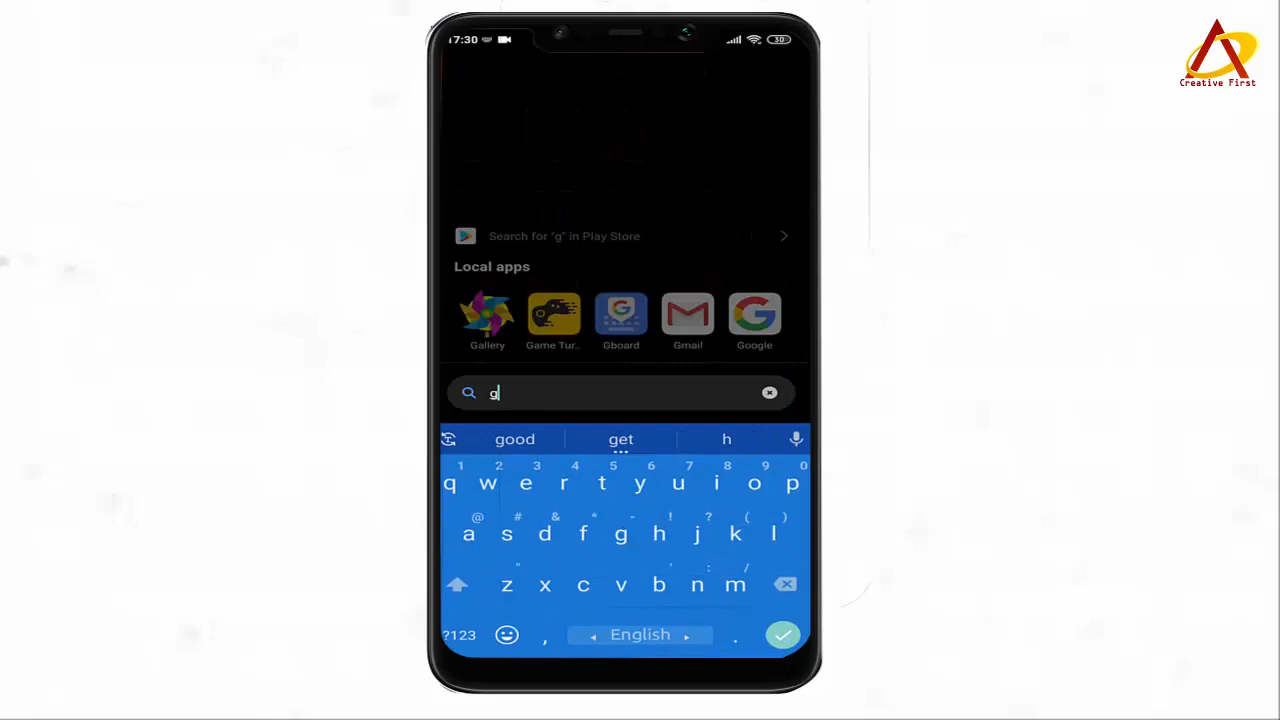 17:30 30
Creative First
Search for "g" in Play Store
Local apps
Gallery Game Tur.. Gboard Gmail Google
g
good get h
1 2 3 4 5 6 7 8 9 0
q w e r t y u i o p
@ # & * - ! ? ( )
a s d f g h j k l
" ' : /
z x c v b n m
?123 , English .